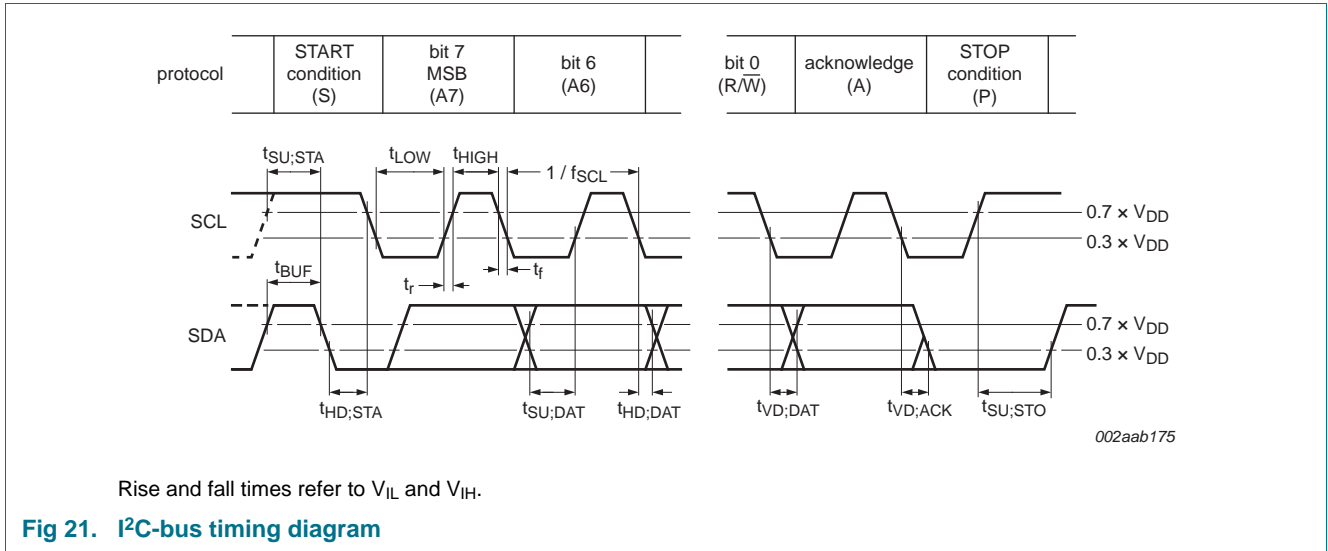 protocol
START
condition
(S)
bit 7
MSB
(A7)
bit 6
(A6)
bit 0
(R/W̅)
acknowledge
(A)
STOP
condition
(P)
tSU;STA
tLOW
tHIGH
1 / fSCL
SCL
0.7 × VDD
0.3 × VDD
tBUF
tr
tf
SDA
0.7 × VDD
0.3 × VDD
tHD;STA
tSU;DAT
tHD;DAT
tVD;DAT
tVD;ACK
tSU;STO
002aab175
Rise and fall times refer to VIL and VIH.
Fig 21. I²C-bus timing diagram